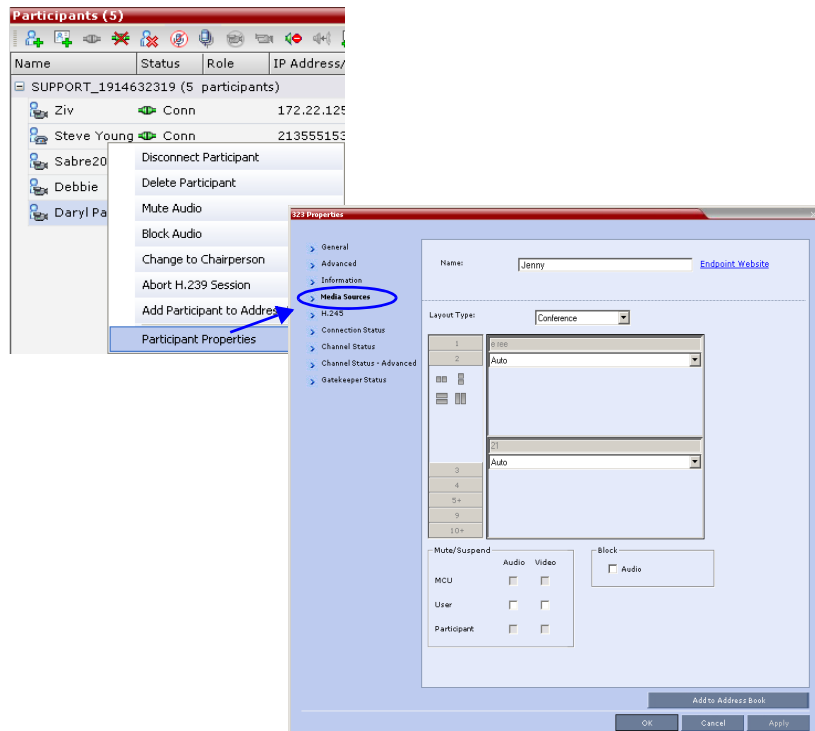 Participants (5)
Name Status Role IP Address/
SUPPORT_1914632319 (5 participants)
Ziv Conn 172.22.125
Steve Young Conn 213555153
Sabre20
Debbie
Daryl Pa
Disconnect Participant
Delete Participant
Mute Audio
Block Audio
Change to Chairperson
Abort H.239 Session
Add Participant to Addre
Participant Properties
323 Properties
General
Advanced
Information
Media Sources
H.245
Connection Status
Channel Status
Channel Status - Advanced
Gatekeeper Status
Name: Jenny Endpoint Website
Layout Type: Conference
1
2
3
4
5+
9
10+
e ree
Auto
21
Auto
Mute/Suspend
Audio Video
MCU
User
Participant
Block
Audio
Add to Address Book
OK Cancel Apply